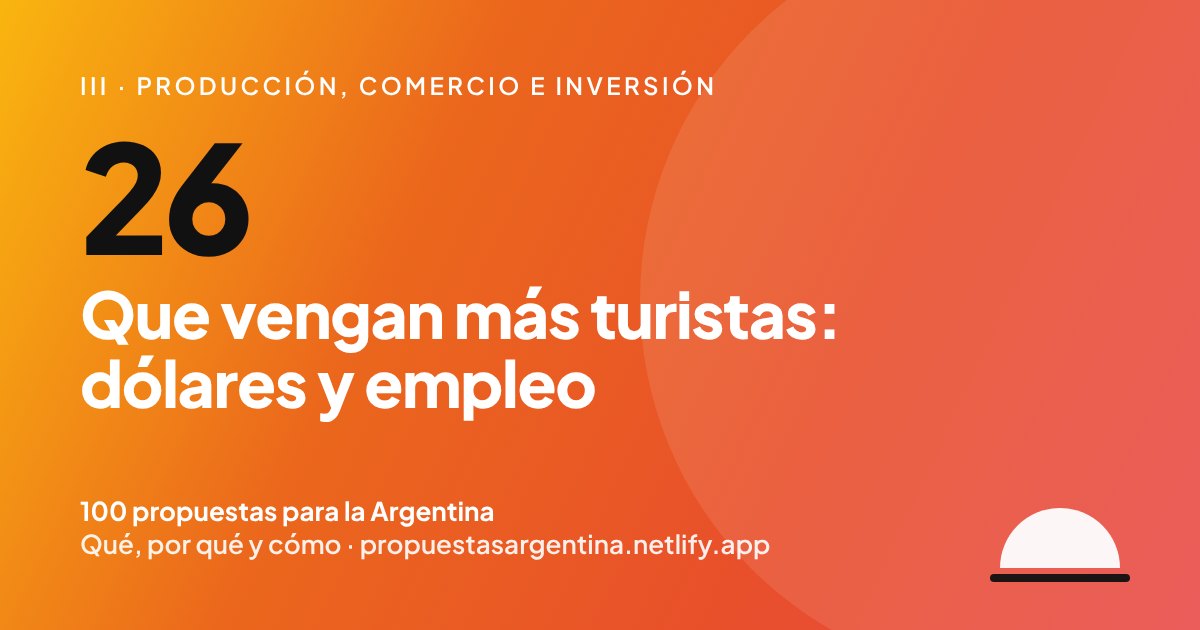 III · PRODUCCIÓN, COMERCIO E INVERSIÓN
26
Que vengan más turistas:
dólares y empleo
100 propuestas para la Argentina
Qué, por qué y cómo · propuestasargentina.netlify.app